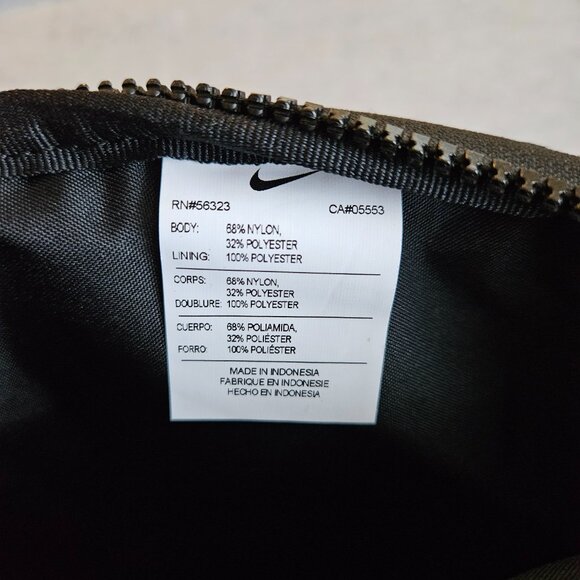 RN#56323 CA#05553
BODY: 68% NYLON,
32% POLYESTER
LINING: 100% POLYESTER
CORPS: 68% NYLON,
32% POLYESTER
DOUBLURE: 100% POLYESTER
CUERPO: 68% POLIAMIDA,
32% POLIÉSTER
FORRO: 100% POLIÉSTER
MADE IN INDONESIA
FABRIQUE EN INDONESIE
HECHO EN INDONESIA